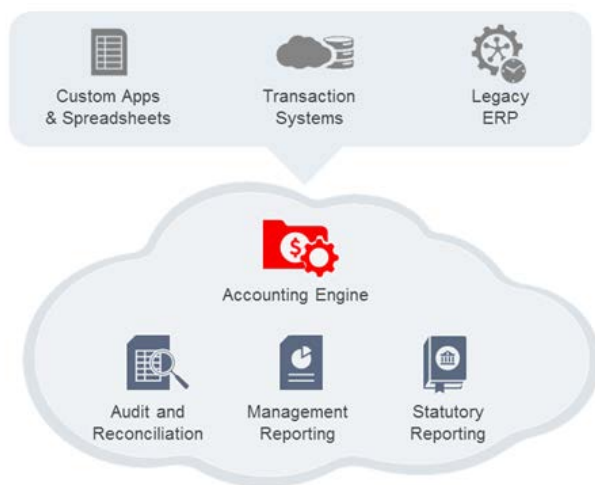 Custom Apps
& Spreadsheets
Transaction
Systems
Legacy
ERP
$
Accounting Engine
Audit and
Reconciliation
Management
Reporting
Statutory
Reporting